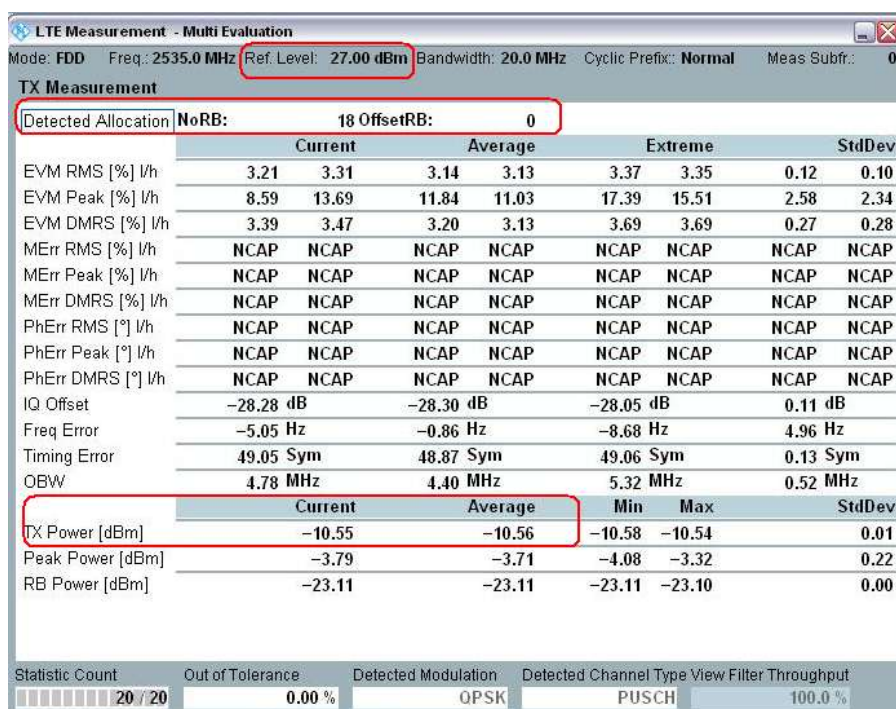 LTE Measurement - Multi Evaluation
Mode: FDD Freq.: 2535.0 MHz Ref. Level: 27.00 dBm Bandwidth: 20.0 MHz Cyclic Prefix:: Normal Meas Subfr.: 0
TX Measurement
Detected Allocation NoRB: 18 OffsetRB: 0
Current Average Extreme StdDev
EVM RMS [%] l/h 3.21 3.31 3.14 3.13 3.37 3.35 0.12 0.10
EVM Peak [%] l/h 8.59 13.69 11.84 11.03 17.39 15.51 2.58 2.34
EVM DMRS [%] l/h 3.39 3.47 3.20 3.13 3.69 3.69 0.27 0.28
MErr RMS [%] l/h NCAP NCAP NCAP NCAP NCAP NCAP NCAP NCAP
MErr Peak [%] l/h NCAP NCAP NCAP NCAP NCAP NCAP NCAP NCAP
MErr DMRS [%] l/h NCAP NCAP NCAP NCAP NCAP NCAP NCAP NCAP
PhErr RMS [°] l/h NCAP NCAP NCAP NCAP NCAP NCAP NCAP NCAP
PhErr Peak [°] l/h NCAP NCAP NCAP NCAP NCAP NCAP NCAP NCAP
PhErr DMRS [°] l/h NCAP NCAP NCAP NCAP NCAP NCAP NCAP NCAP
IQ Offset -28.28 dB -28.30 dB -28.05 dB 0.11 dB
Freq Error -5.05 Hz -0.86 Hz -8.68 Hz 4.96 Hz
Timing Error 49.05 Sym 48.87 Sym 49.06 Sym 0.13 Sym
OBW 4.78 MHz 4.40 MHz 5.32 MHz 0.52 MHz
Current Average Min Max StdDev
TX Power [dBm] -10.55 -10.56 -10.58 -10.54 0.01
Peak Power [dBm] -3.79 -3.71 -4.08 -3.32 0.22
RB Power [dBm] -23.11 -23.11 -23.11 -23.10 0.00
Statistic Count Out of Tolerance Detected Modulation Detected Channel Type View Filter Throughput
20 / 20 0.00 % QPSK PUSCH 100.0 %